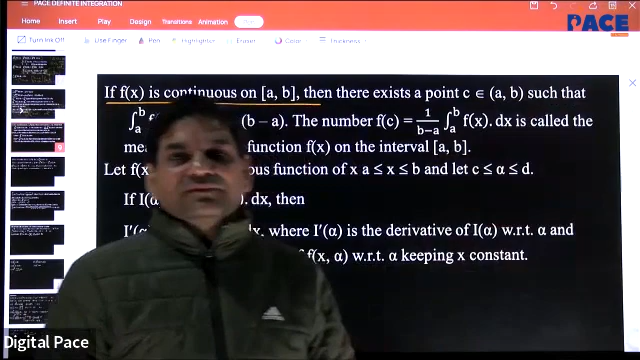 PACE DEFINITE INTEGRATION
Home Insert Play Design Transitions Animation
Turn Ink Off Use Finger Pen Highlighter Eraser Color Thickness
PACE
9
If f(x) is continuous on [a, b], then there exists a point c ∈ (a, b) such that
∫ₐᵇ f (b – a). The number f(c) = 1/(b–a) ∫ₐᵇ f(x). dx is called the
function f(x) on the interval [a, b].
Let f(x function of x a ≤ x ≤ b and let c ≤ α ≤ d.
If I(α . dx, then
I′(α where I′(α) is the derivative of I(α) w.r.t. α and
f(x, α) w.r.t. α keeping x constant.
Digital Pace